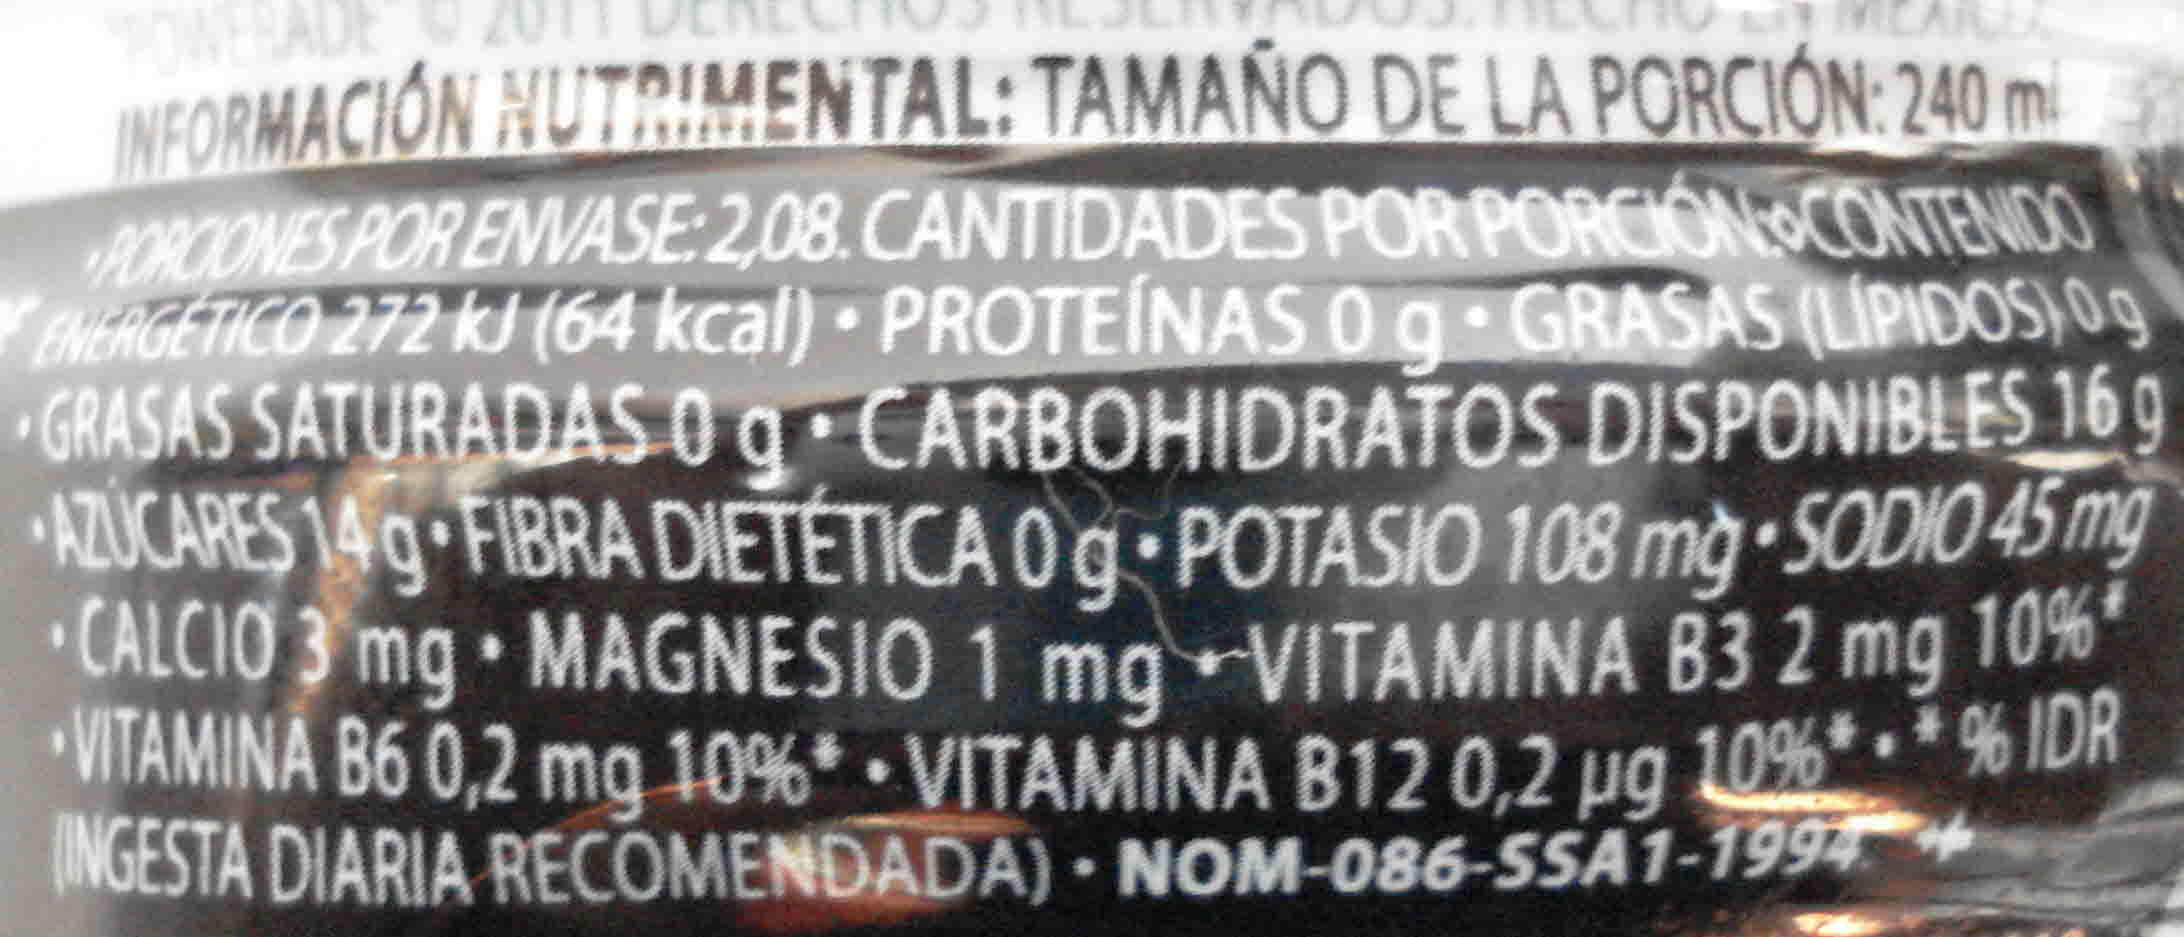 POWERADE © 2011 DERECHOS RESERVADOS. HECHO EN MÉXICO.
INFORMACIÓN NUTRIMENTAL: TAMAÑO DE LA PORCIÓN: 240 ml
•PORCIONES POR ENVASE: 2,08. CANTIDADES POR PORCIÓN: CONTENIDO
ENERGÉTICO 272 kJ (64 kcal) • PROTEÍNAS 0 g • GRASAS (LÍPIDOS) 0 g
•GRASAS SATURADAS 0 g • CARBOHIDRATOS DISPONIBLES 16 g
•AZÚCARES 14 g • FIBRA DIETÉTICA 0 g • POTASIO 108 mg • SODIO 45 mg
•CALCIO 3 mg • MAGNESIO 1 mg • VITAMINA B3 2 mg 10%*
•VITAMINA B6 0,2 mg 10%* • VITAMINA B12 0,2 µg 10%* • *% IDR
(INGESTA DIARIA RECOMENDADA) • NOM-086-SSA1-1994